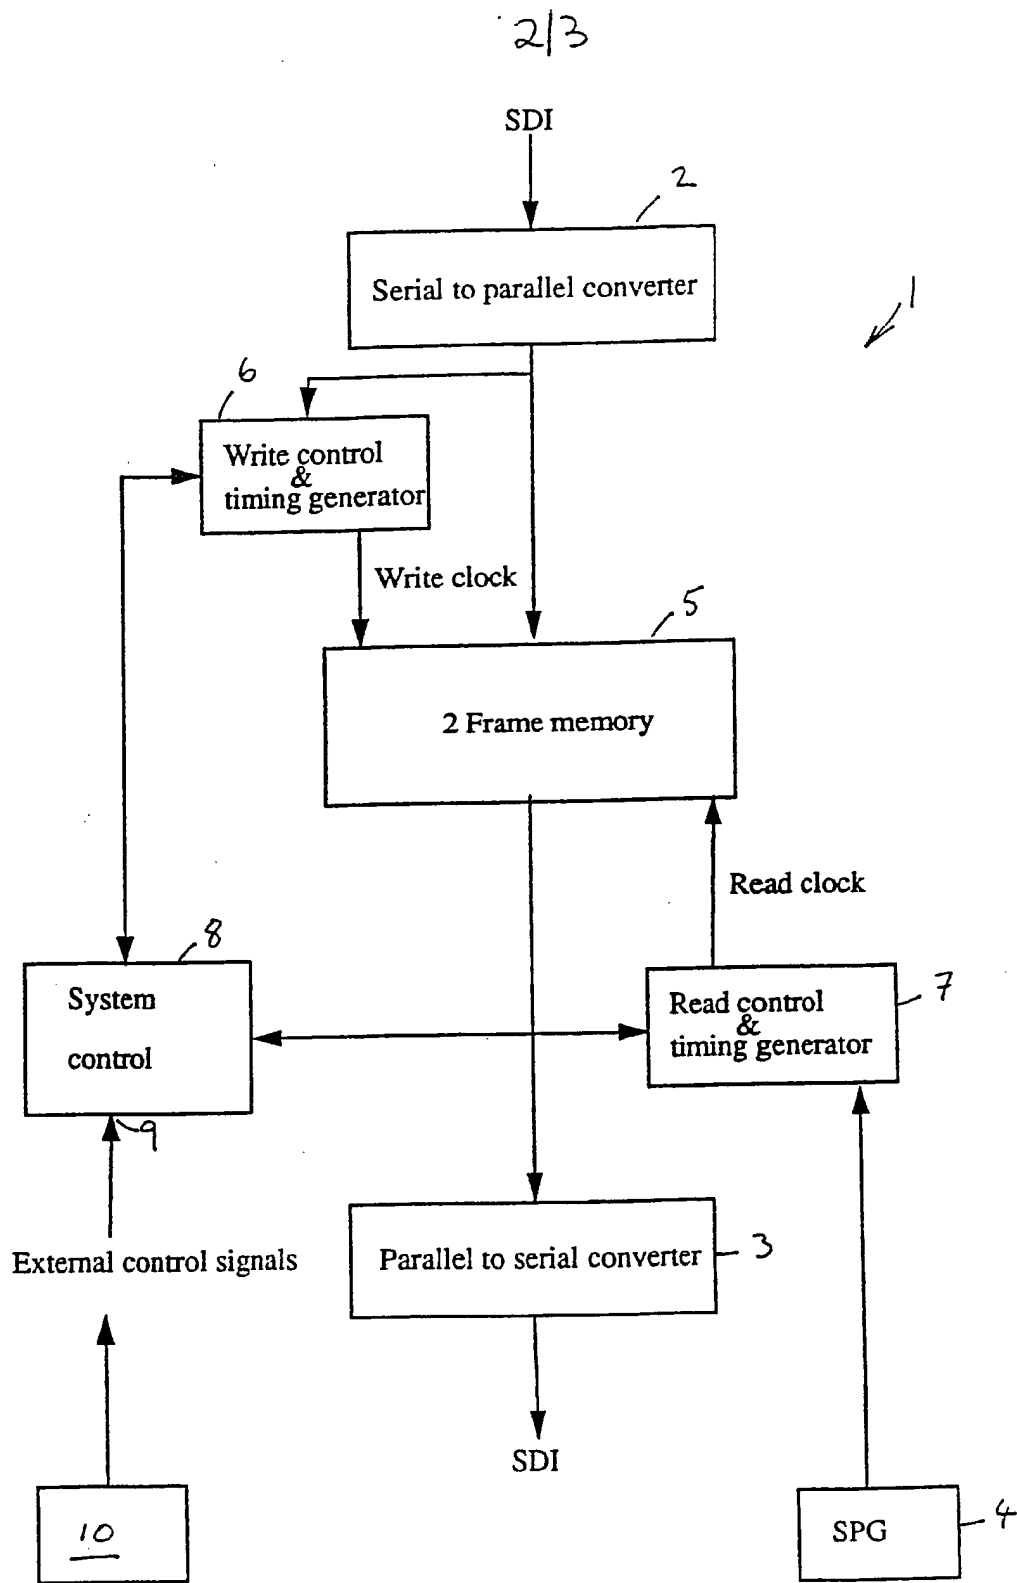 2/3
SDI
2
Serial to parallel converter
1
6
Write control
&
timing generator
Write clock
5
2 Frame memory
Read clock
8
System
control
7
Read control
&
timing generator
9
External control signals
Parallel to serial converter
3
SDI
10
SPG
4